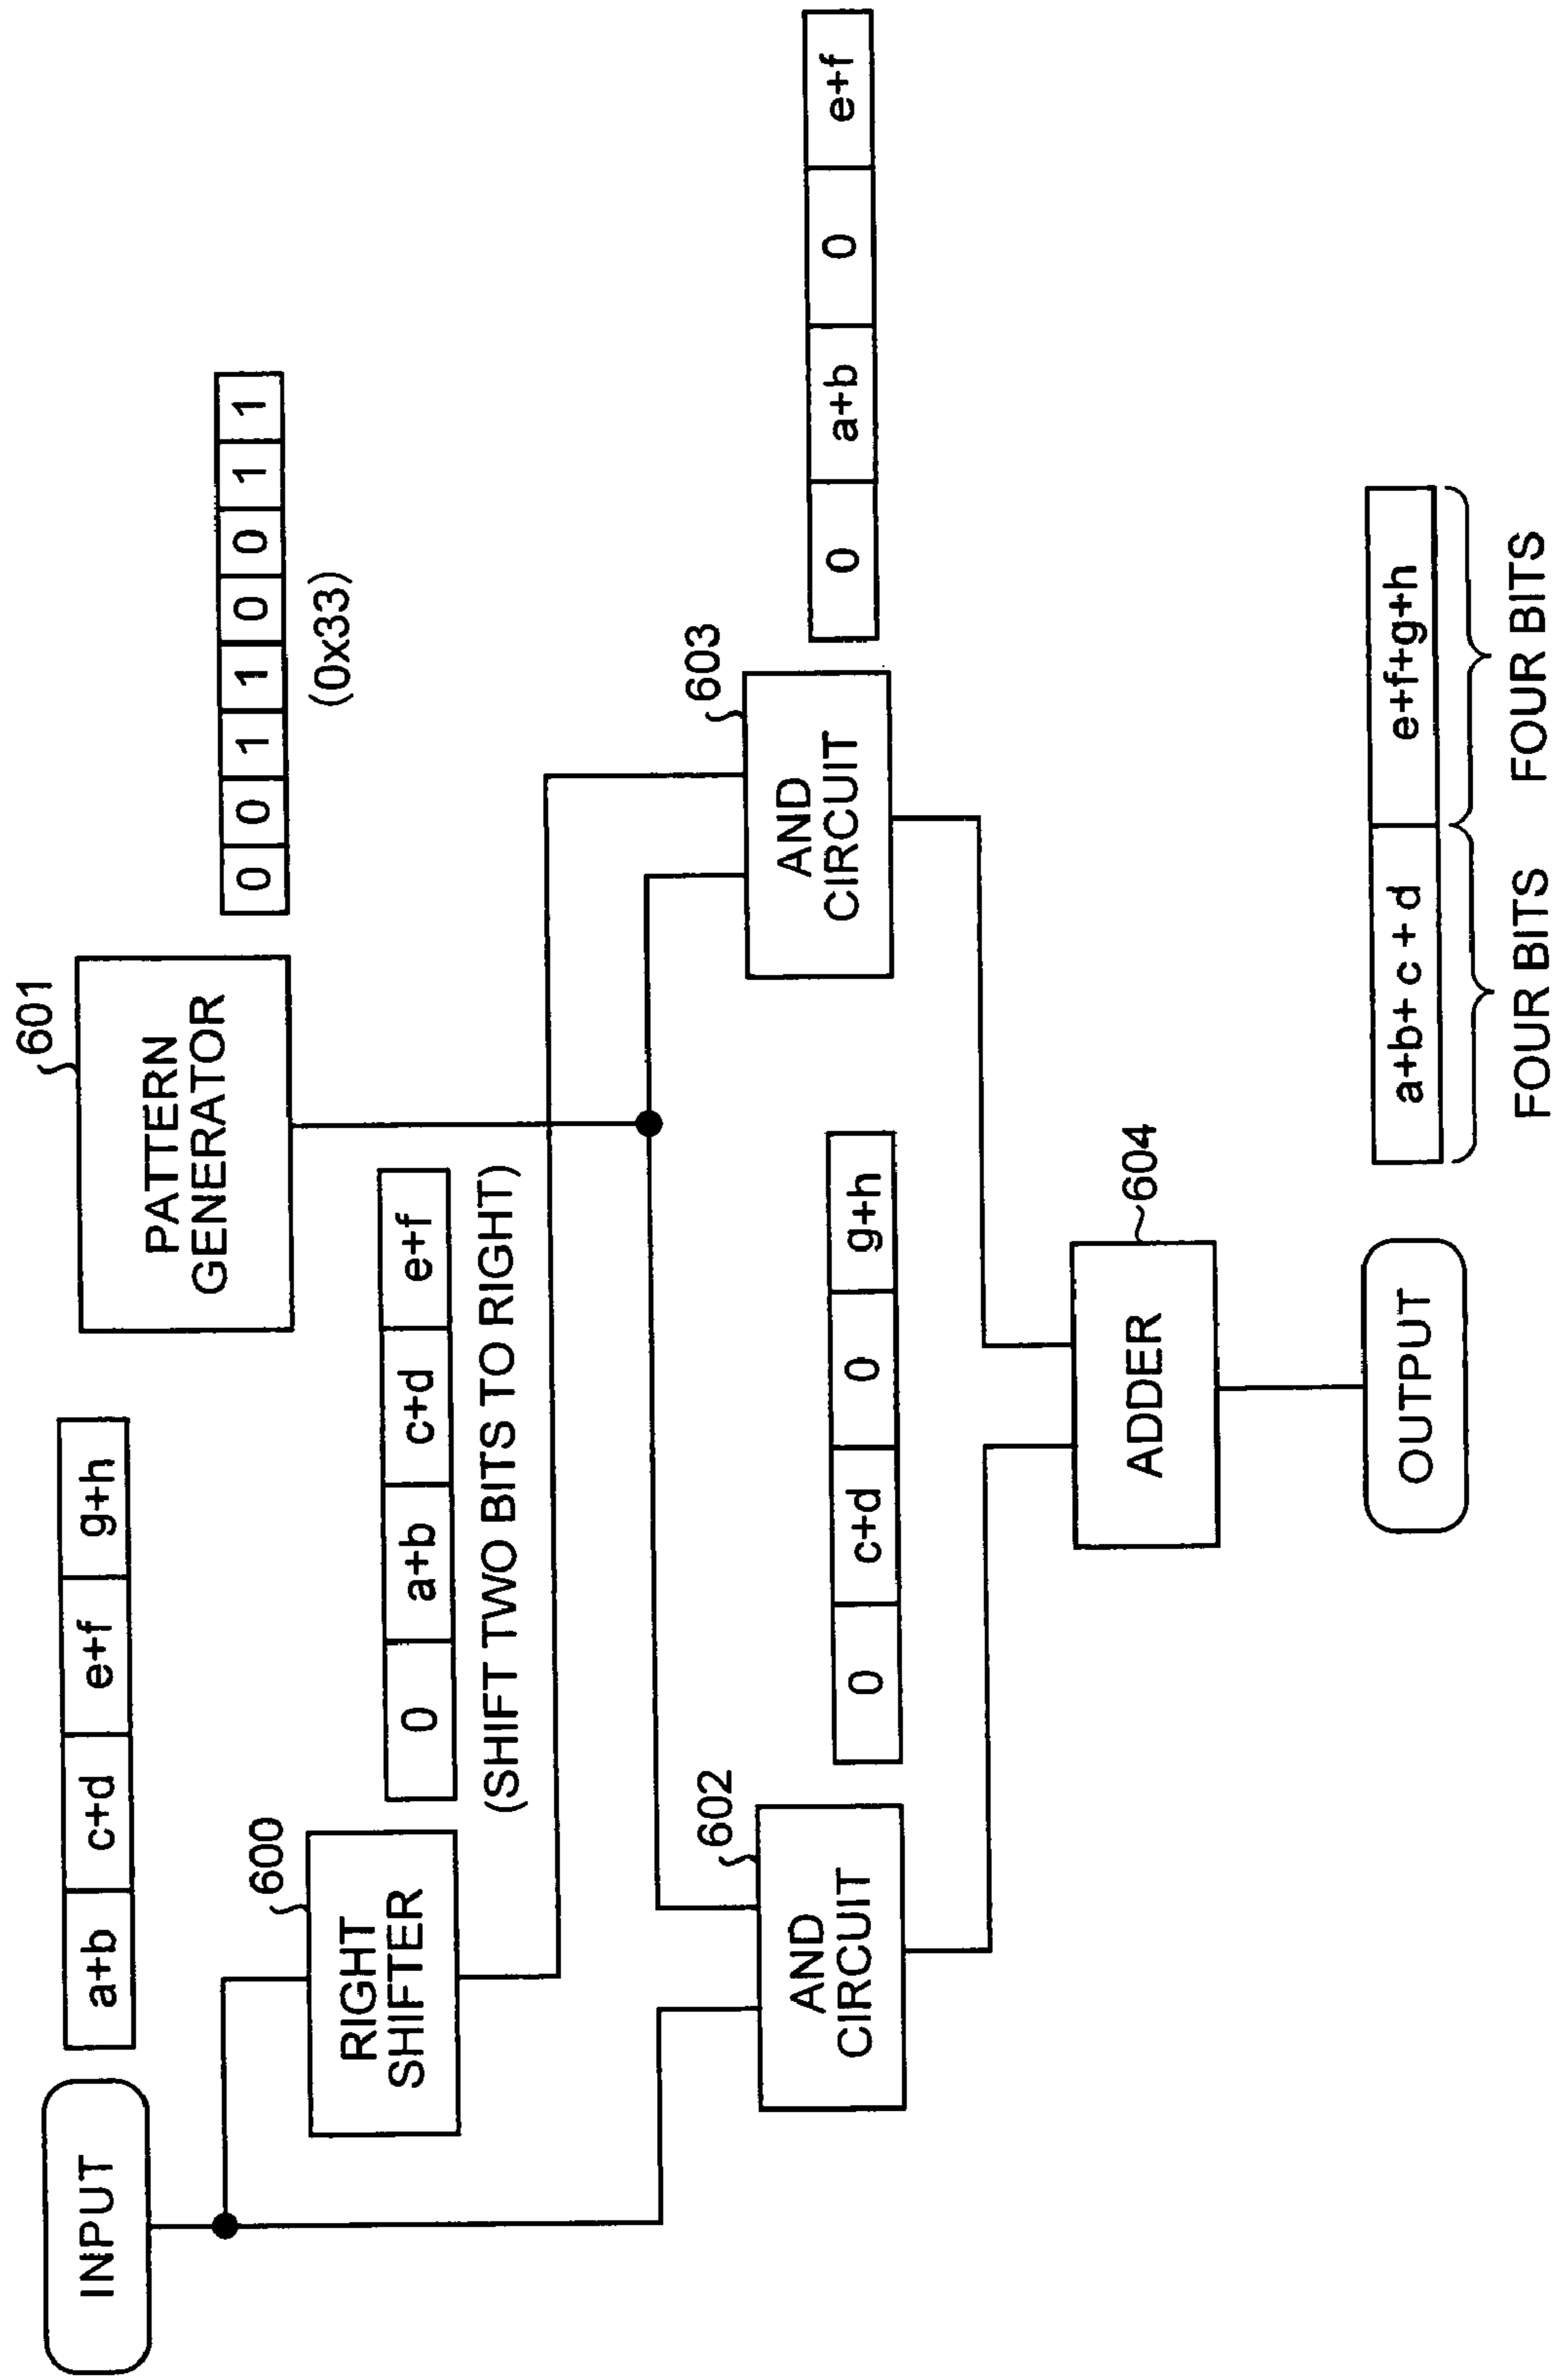 INPUT
a+b c+d e+f g+h
601
PATTERN
GENERATOR
0 0 1 1 0 0 1 1
(0x33)
600
RIGHT
SHIFTER
0 a+b c+d e+f
(SHIFT TWO BITS TO RIGHT)
602
AND
CIRCUIT
0 c+d 0 g+h
603
AND
CIRCUIT
0 a+b 0 e+f
604
ADDER
OUTPUT
a+b+c+d e+f+g+h
FOUR BITS FOUR BITS